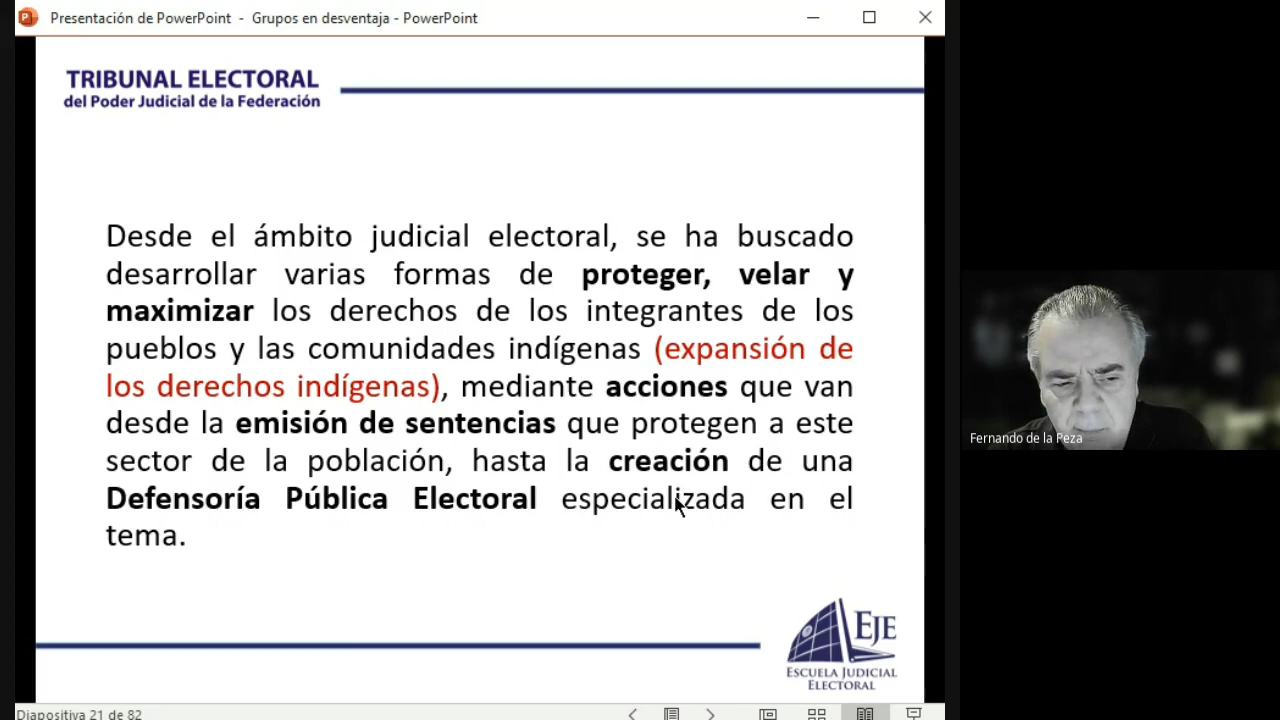 Presentación de PowerPoint - Grupos en desventaja - PowerPoint
TRIBUNAL ELECTORAL
del Poder Judicial de la Federación
Desde el ámbito judicial electoral, se ha buscado
desarrollar varias formas de proteger, velar y
maximizar los derechos de los integrantes de los
pueblos y las comunidades indígenas (expansión de
los derechos indígenas), mediante acciones que van
desde la emisión de sentencias que protegen a este
sector de la población, hasta la creación de una
Defensoría Pública Electoral especializada en el
tema.
Fernando de la Peza
EJE
ESCUELA JUDICIAL
ELECTORAL
Diapositiva 21 de 82